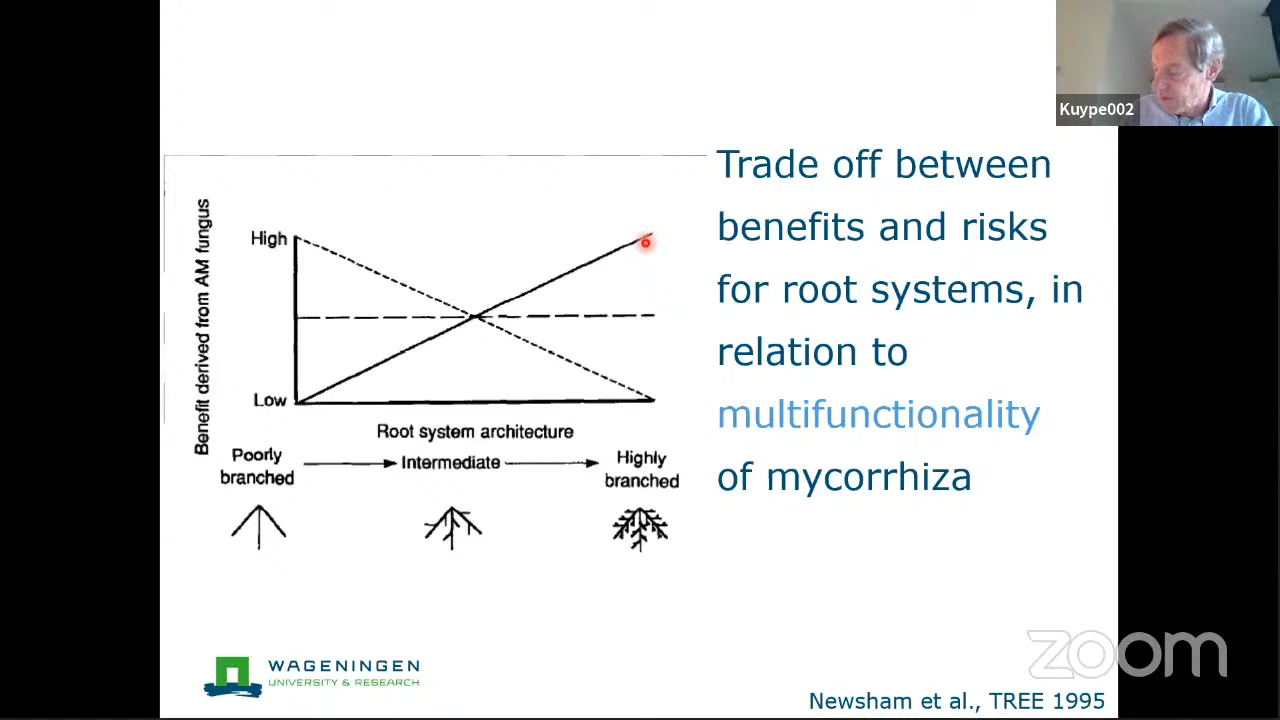 Kuype002
Trade off between
benefits and risks
for root systems, in
relation to
multifunctionality
of mycorrhiza
Benefit derived from AM fungus
High
Low
Root system architecture
Poorly
branched
Intermediate
Highly
branched
WAGENINGEN
UNIVERSITY & RESEARCH
zoom
Newsham et al., TREE 1995